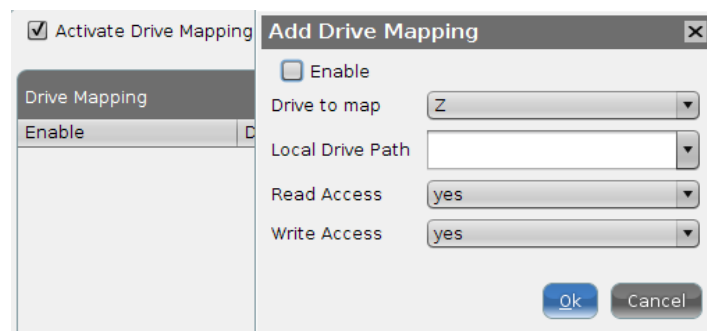 Activate Drive Mapping
Drive Mapping
Enable
D
Add Drive Mapping
Enable
Drive to map
Z
Local Drive Path
Read Access
yes
Write Access
yes
Ok
Cancel